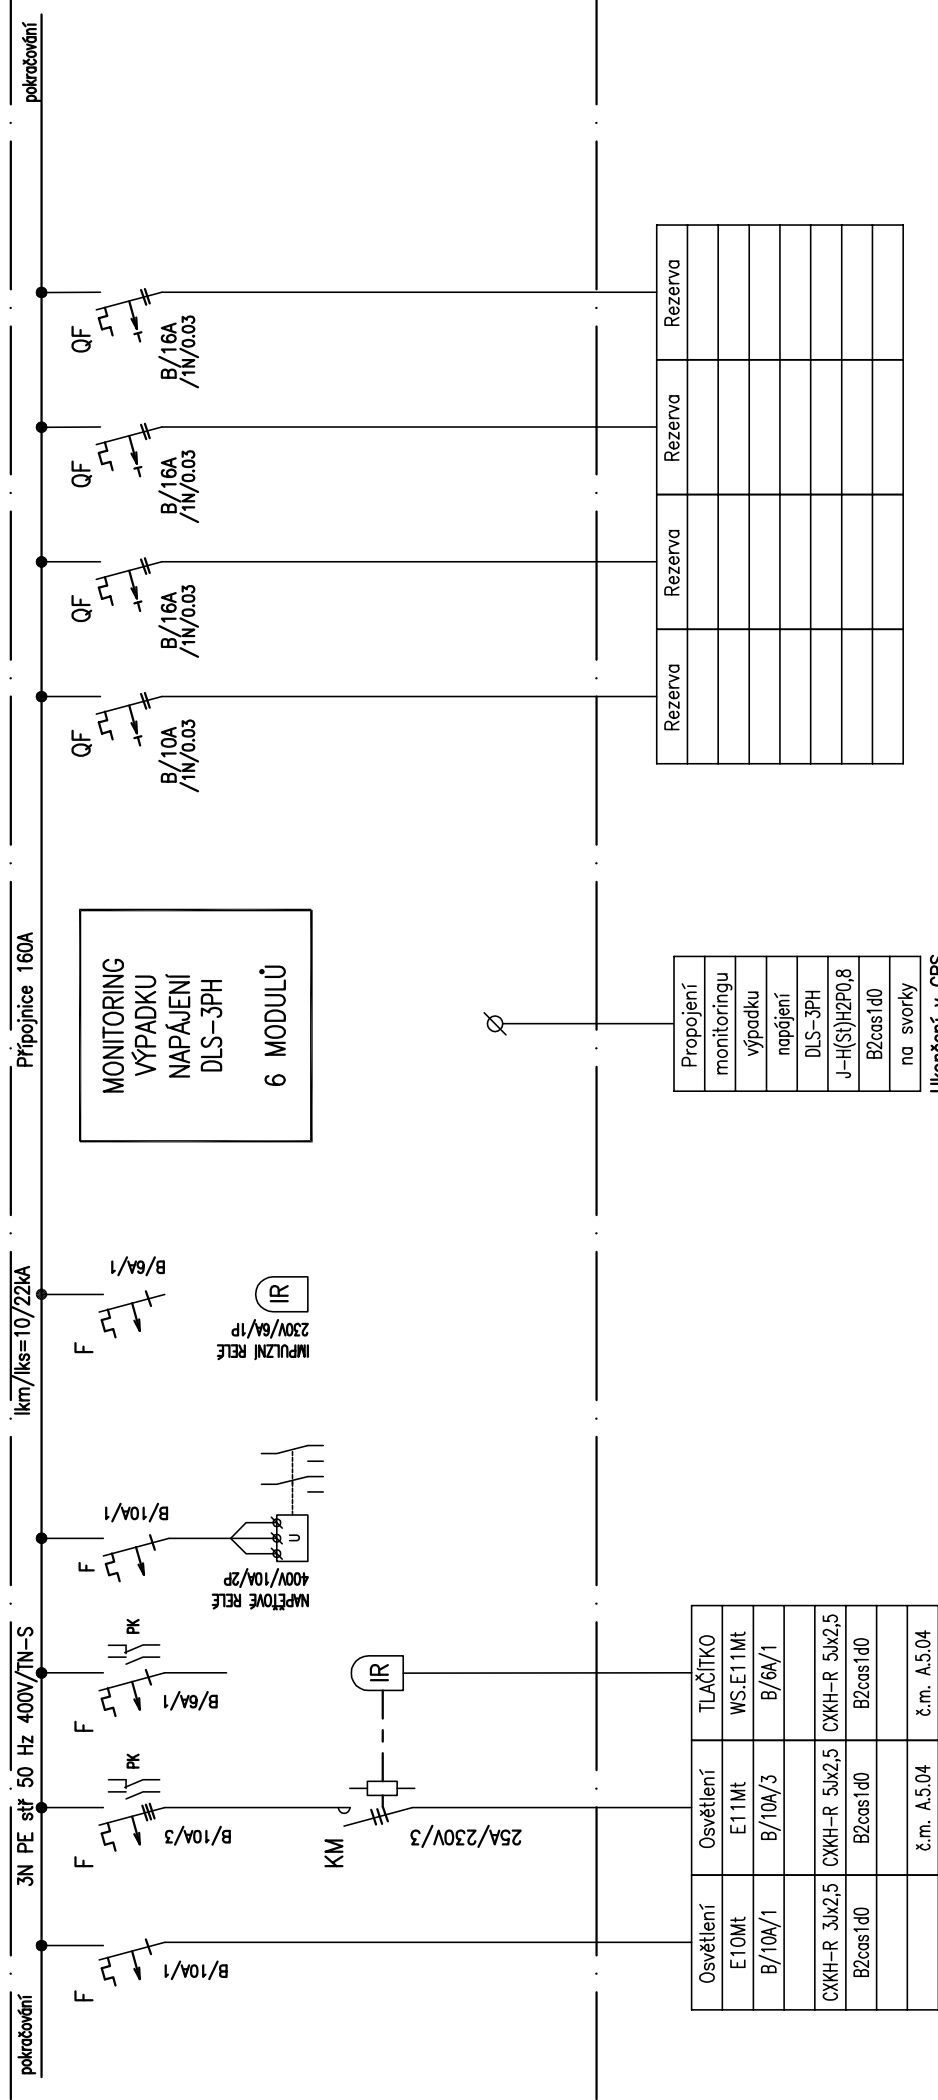 pokračování
3N PE stř 50 Hz 400V/TN-S
Ikm/Iks=10/22kA
Přípojnice 160A
pokračování
F
B/10A/1
F
PK
B/10A/3
KM
25A/230V/3
F
PK
B/6A/1
IR
F
B/10A/1
U
NAPĚŤOVÉ RELÉ
400V/10A/2P
F
B/6A/1
IR
IMPULZNÍ RELÉ
230V/6A/1P
MONITORING
VÝPADKU
NAPÁJENÍ
DLS-3PH
6 MODULŮ
QF
B/10A
/1N/0.03
QF
B/16A
/1N/0.03
QF
B/16A
/1N/0.03
QF
B/16A
/1N/0.03
Osvětlení
E10Mt
B/10A/1
CXKH-R 3Jx2,5
B2cas1d0
Osvětlení
E11Mt
B/10A/3
CXKH-R 5Jx2,5
B2cas1d0
č.m. A.5.04
TLAČÍTKO
WS.E11Mt
B/6A/1
CXKH-R 5Jx2,5
B2cas1d0
č.m. A.5.04
Propojení
monitoringu
výpadku
napájení
DLS-3PH
J-H(St)H2P0,8
B2cas1d0
na svorky
Ukončení v CBS
Rezerva
Rezerva
Rezerva
Rezerva